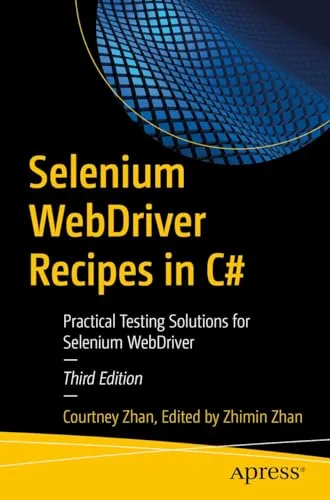 Selenium
WebDriver
Recipes in C#
Practical Testing Solutions for
Selenium WebDriver
—
Third Edition
—
Courtney Zhan, Edited by Zhimin Zhan
Apress®